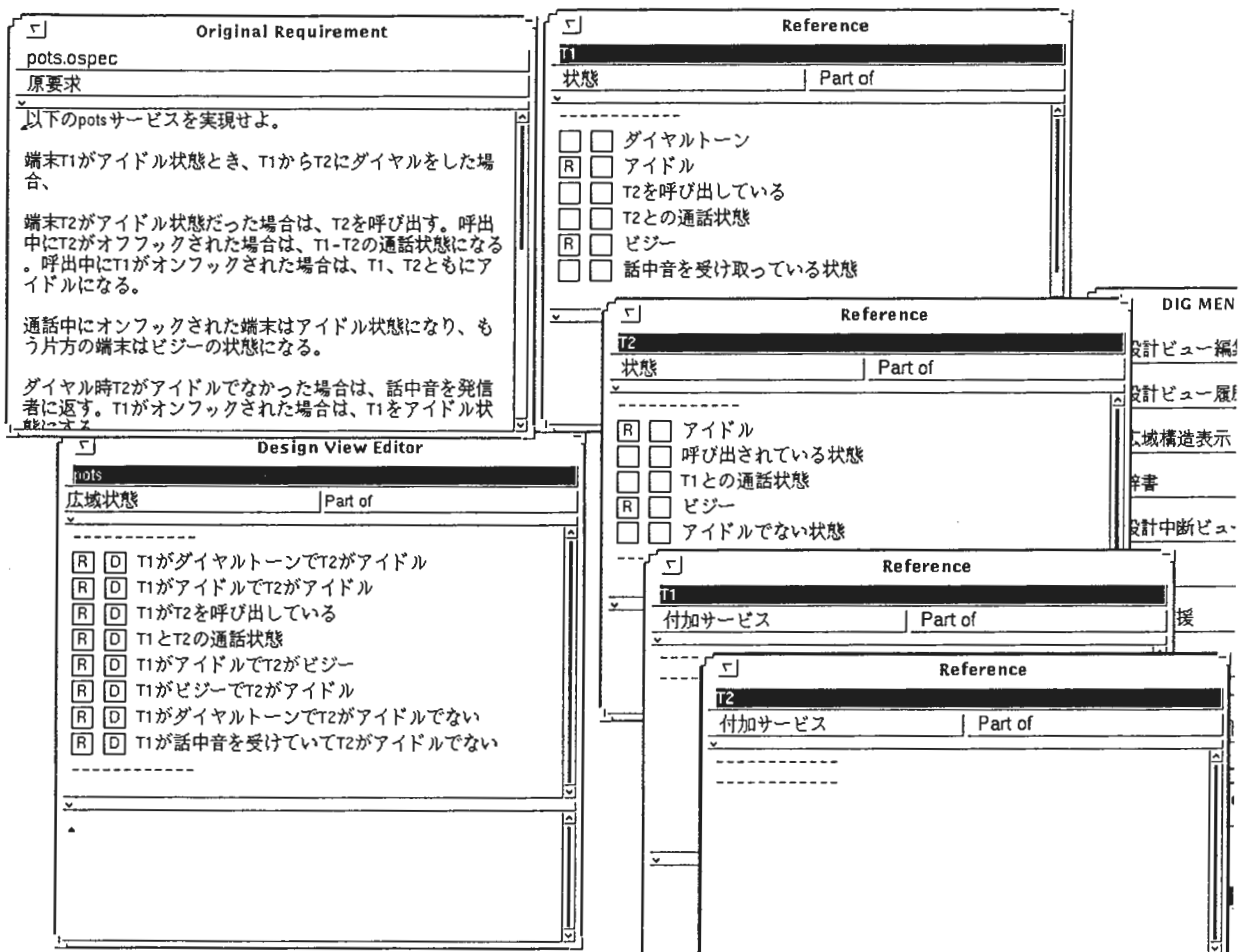 Original Requirement
pots.ospec
原要求
以下のpotsサービスを実現せよ。
端末T1がアイドル状態とき、T1からT2にダイヤルをした場
合、
端末T2がアイドル状態だった場合は、T2を呼び出す。呼出
中にT2がオフフックされた場合は、T1-T2の通話状態になる
。呼出中にT1がオンフックされた場合は、T1、T2ともにア
イドルになる。
通話中にオンフックされた端末はアイドル状態になり、も
う片方の端末はビジーの状態になる。
ダイヤル時T2がアイドルでなかった場合は、話中音を発信
者に返す。T1がオンフックされた場合は、T1をアイドル状
態にする
Reference
T1
状態 Part of
------------
ダイヤルトーン
R アイドル
T2を呼び出している
T2との通話状態
R ビジー
話中音を受け取っている状態
Reference
T2
状態 Part of
------------
R アイドル
呼び出されている状態
T1との通話状態
R ビジー
アイドルでない状態
DIG MEN
設計ビュー編集
設計ビュー履歴
広域構造表示
辞書
設計中断ビュー
援
Design View Editor
pots
広域状態 Part of
------------
R D T1がダイヤルトーンでT2がアイドル
R D T1がアイドルでT2がアイドル
R D T1がT2を呼び出している
R D T1とT2の通話状態
R D T1がアイドルでT2がビジー
R D T1がビジーでT2がアイドル
R D T1がダイヤルトーンでT2がアイドルでない
R D T1が話中音を受けていてT2がアイドルでない
------------
Reference
T1
付加サービス Part of
Reference
T2
付加サービス Part of
------------
------------